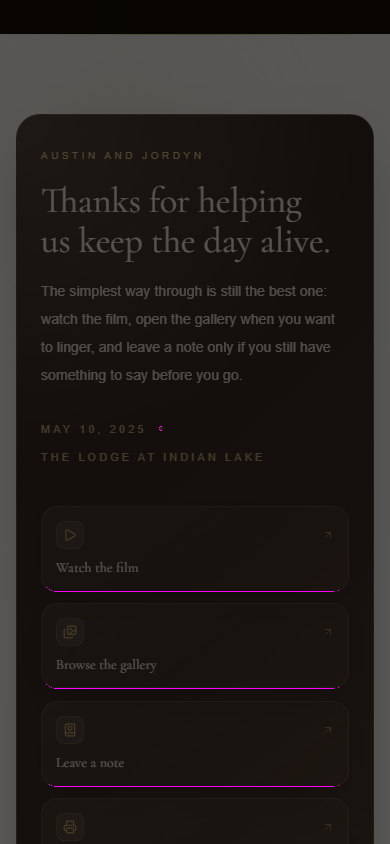 AUSTIN AND JORDYN
Thanks for helping
us keep the day alive.
The simplest way through is still the best one:
watch the film, open the gallery when you want
to linger, and leave a note only if you still have
something to say before you go.
MAY 10, 2025
THE LODGE AT INDIAN LAKE
Watch the film
Browse the gallery
Leave a note